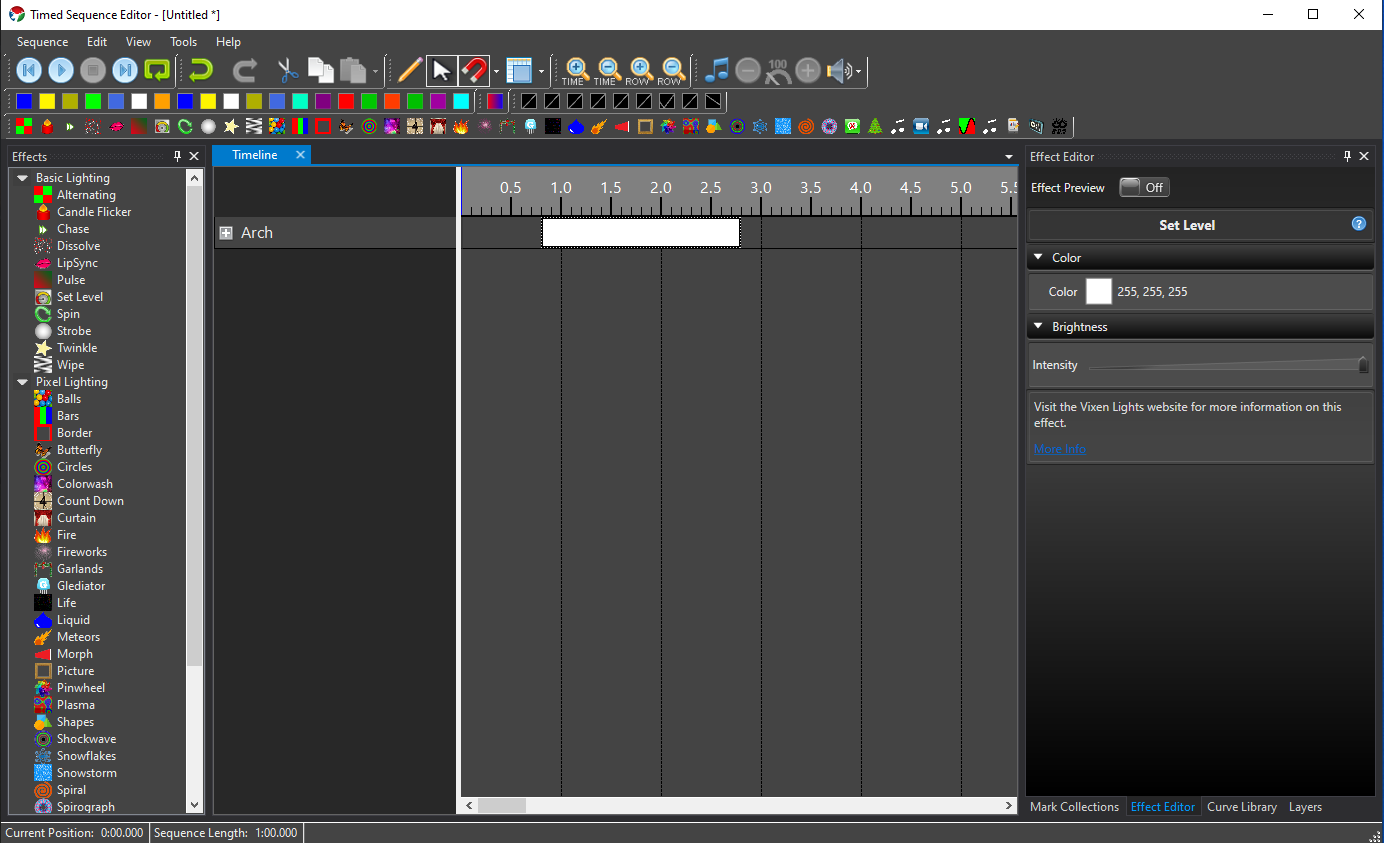 Timed Sequence Editor - [Untitled *]
Sequence Edit View Tools Help
TIME TIME ROW ROW 100
Effects
Basic Lighting
Alternating
Candle Flicker
Chase
Dissolve
LipSync
Pulse
Set Level
Spin
Strobe
Twinkle
Wipe
Pixel Lighting
Balls
Bars
Border
Butterfly
Circles
Colorwash
Count Down
Curtain
Fire
Fireworks
Garlands
Glediator
Life
Liquid
Meteors
Morph
Picture
Pinwheel
Plasma
Shapes
Shockwave
Snowflakes
Snowstorm
Spiral
Spirograph
Timeline
0.5 1.0 1.5 2.0 2.5 3.0 3.5 4.0 4.5 5.0 5.5
Arch
Effect Editor
Effect Preview Off
Set Level
Color
Color 255, 255, 255
Brightness
Intensity
Visit the Vixen Lights website for more information on this
effect.
More Info
Mark Collections Effect Editor Curve Library Layers
Current Position: 0:00.000 Sequence Length: 1:00.000